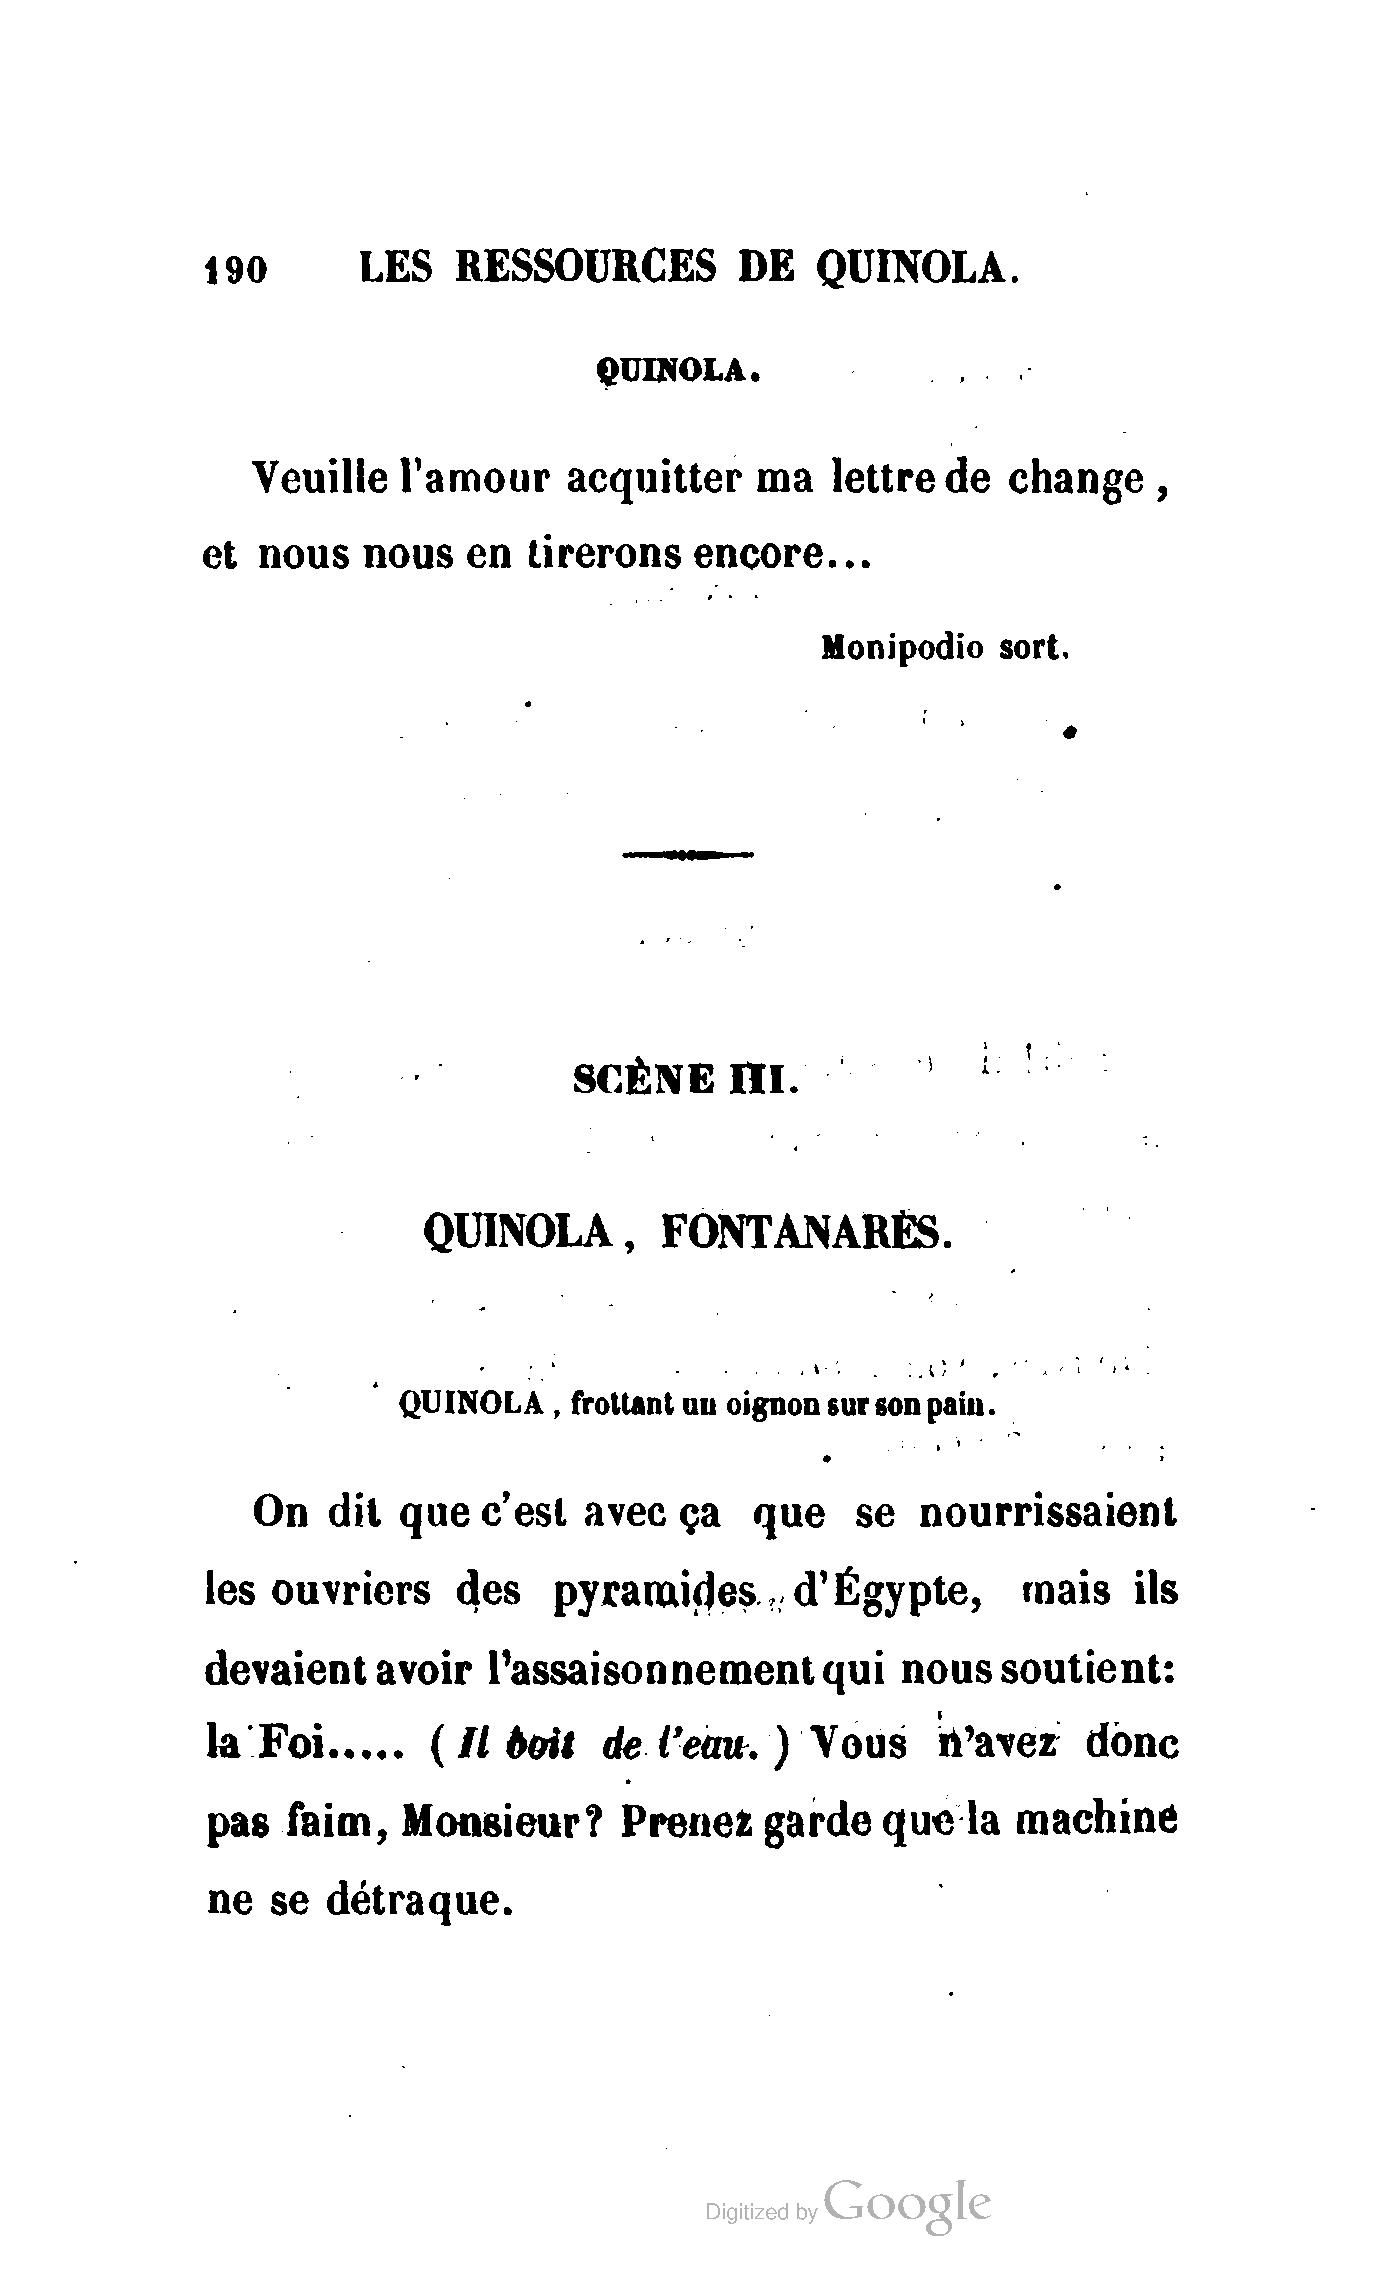 190 LES RESSOURCES DE QUINOLA.
QUINOLA.
Veuille l'amour acquitter ma lettre de change,
et nous nous en tirerons encore...
Monipodio sort.
SCÈNE III.
QUINOLA, FONTANARÈS.
QUINOLA, frottant un oignon sur son pain.
On dit que c'est avec ça que se nourrissaient
les ouvriers des pyramides d'Égypte, mais ils
devaient avoir l'assaisonnement qui nous soutient:
la Foi..... (Il boit de l'eau.) Vous n'avez donc
pas faim, Monsieur? Prenez garde que la machine
ne se détraque.
Digitized by Google